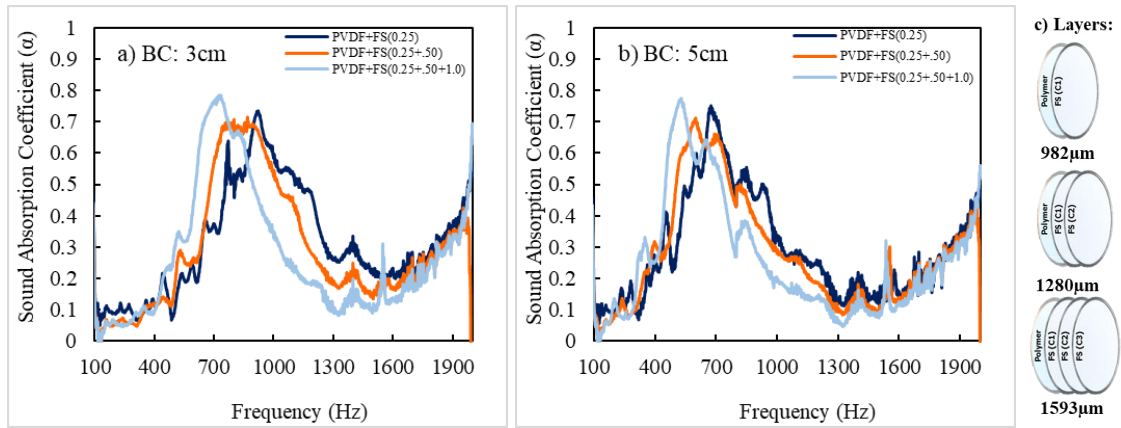 a) BC: 3cm
PVDF+FS(0.25)
PVDF+FS(0.25+.50)
PVDF+FS(0.25+.50+1.0)
Sound Absorption Coefficient (α)
1
0.9
0.8
0.7
0.6
0.5
0.4
0.3
0.2
0.1
0
100 400 700 1000 1300 1600 1900
Frequency (Hz)
b) BC: 5cm
PVDF+FS(0.25)
PVDF+FS(0.25+.50)
PVDF+FS(0.25+.50+1.0)
Sound Absorption Coefficient (α)
1
0.9
0.8
0.7
0.6
0.5
0.4
0.3
0.2
0.1
0
100 400 700 1000 1300 1600 1900
Frequency (Hz)
c) Layers:
Polymer
FS (C1)
982μm
Polymer
FS (C1)
FS (C2)
1280μm
Polymer
FS (C1)
FS (C2)
FS (C3)
1593μm